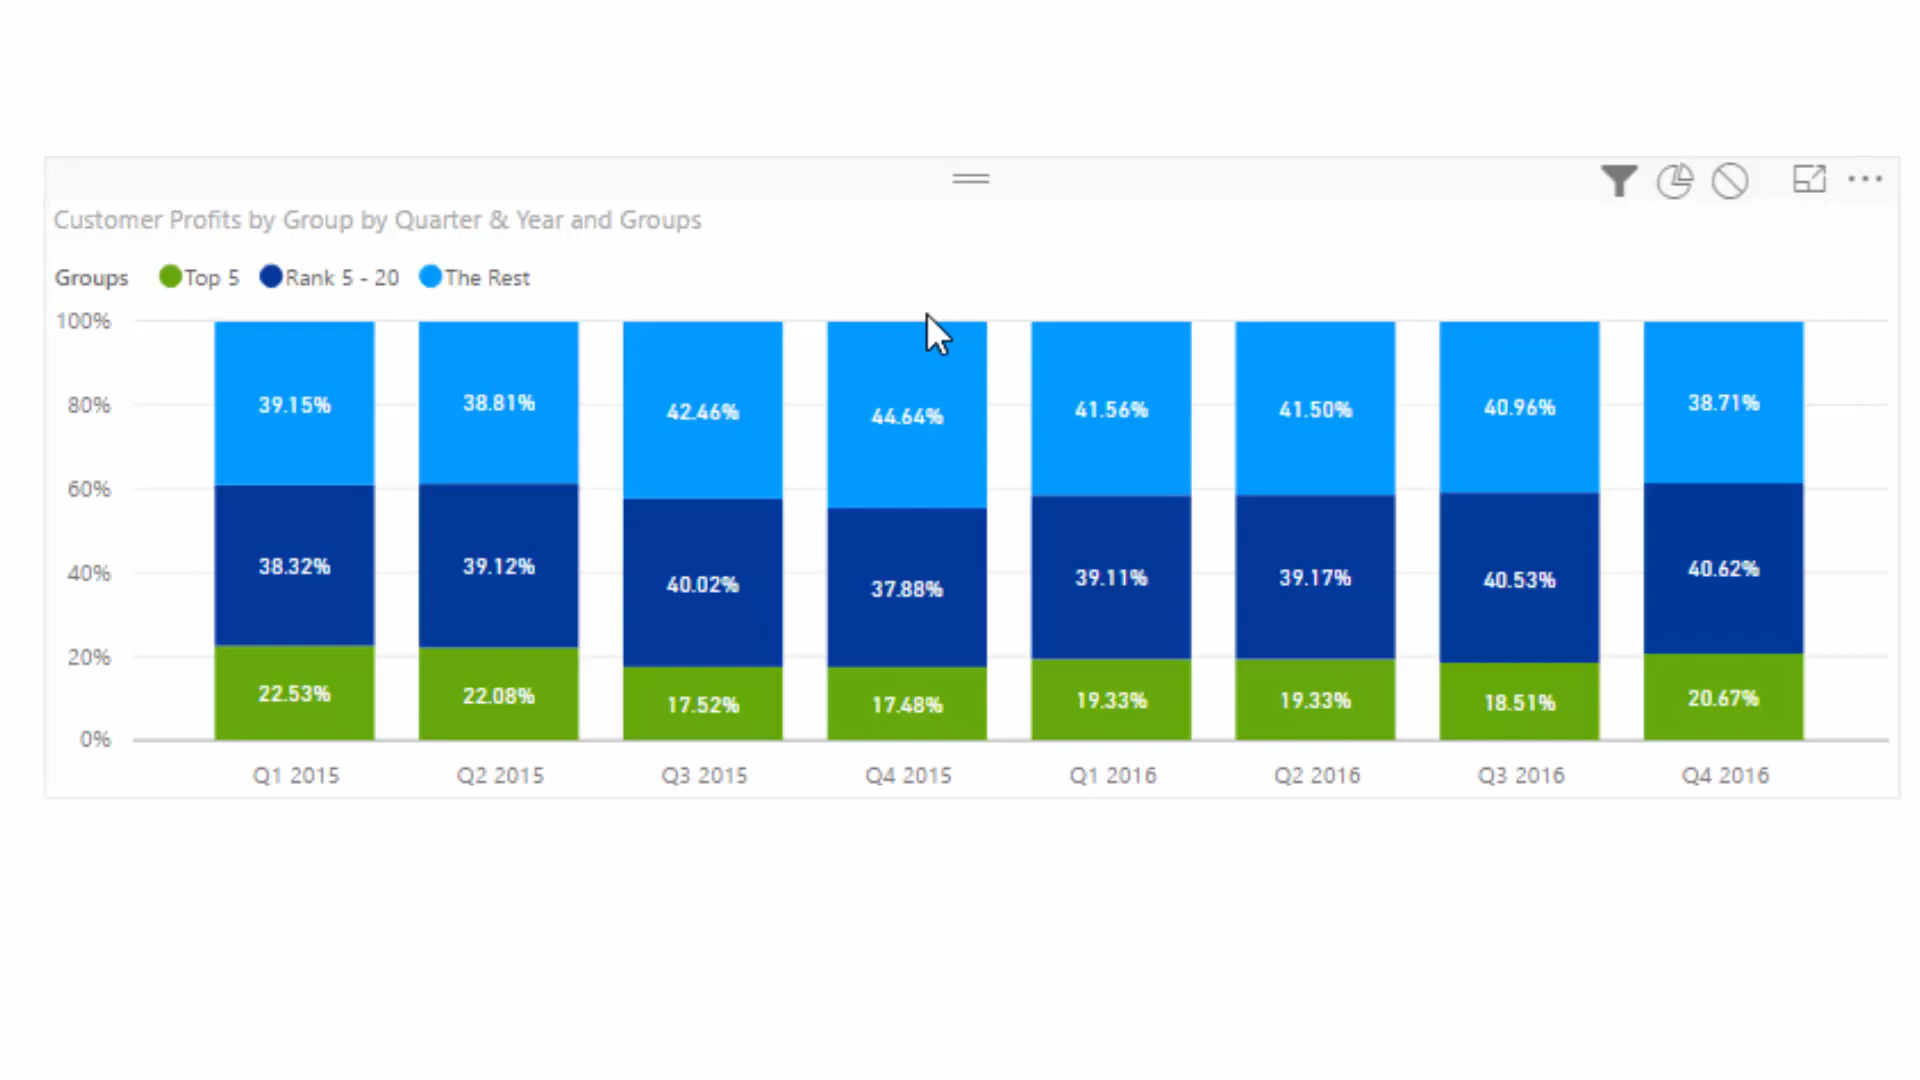 Customer Profits by Group by Quarter & Year and Groups
Groups Top 5 Rank 5 - 20 The Rest
100%
80%
60%
40%
20%
0%
39.15% 38.81% 42.46% 44.64% 41.56% 41.50% 40.96% 38.71%
38.32% 39.12% 40.02% 37.88% 39.11% 39.17% 40.53% 40.62%
22.53% 22.08% 17.52% 17.48% 19.33% 19.33% 18.51% 20.67%
Q1 2015 Q2 2015 Q3 2015 Q4 2015 Q1 2016 Q2 2016 Q3 2016 Q4 2016